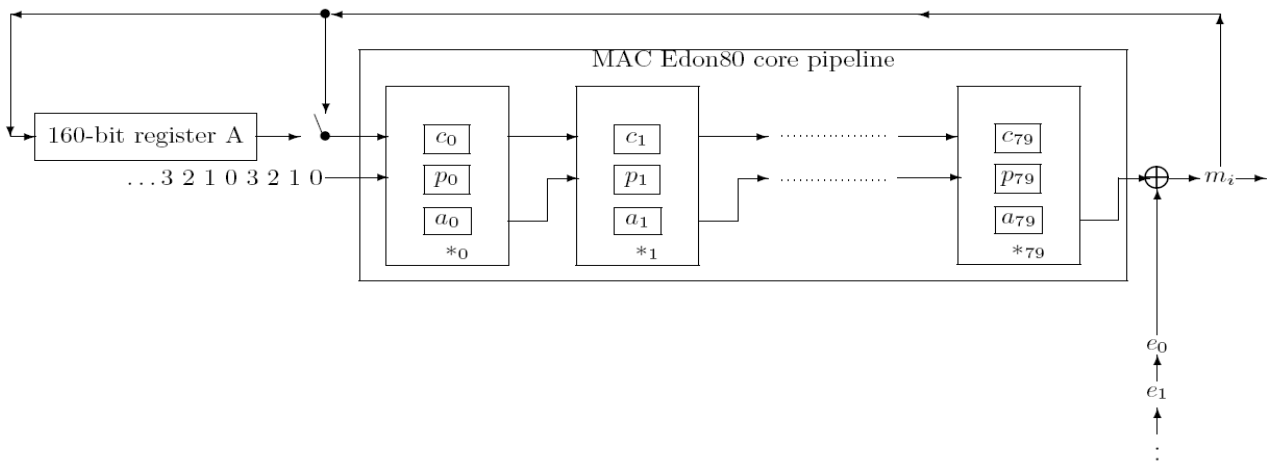 MAC Edon80 core pipeline
160-bit register A
c₀ c₁ ................... c₇₉
...3 2 1 0 3 2 1 0 p₀ p₁ ................... p₇₉ mᵢ
a₀ a₁ a₇₉
*₀ *₁ *₇₉
e₀
e₁
⋮